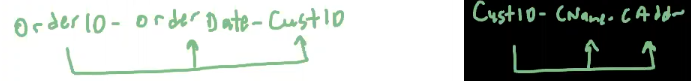 OrderID- OrderDate-CustID
CustID- CName- CAddr